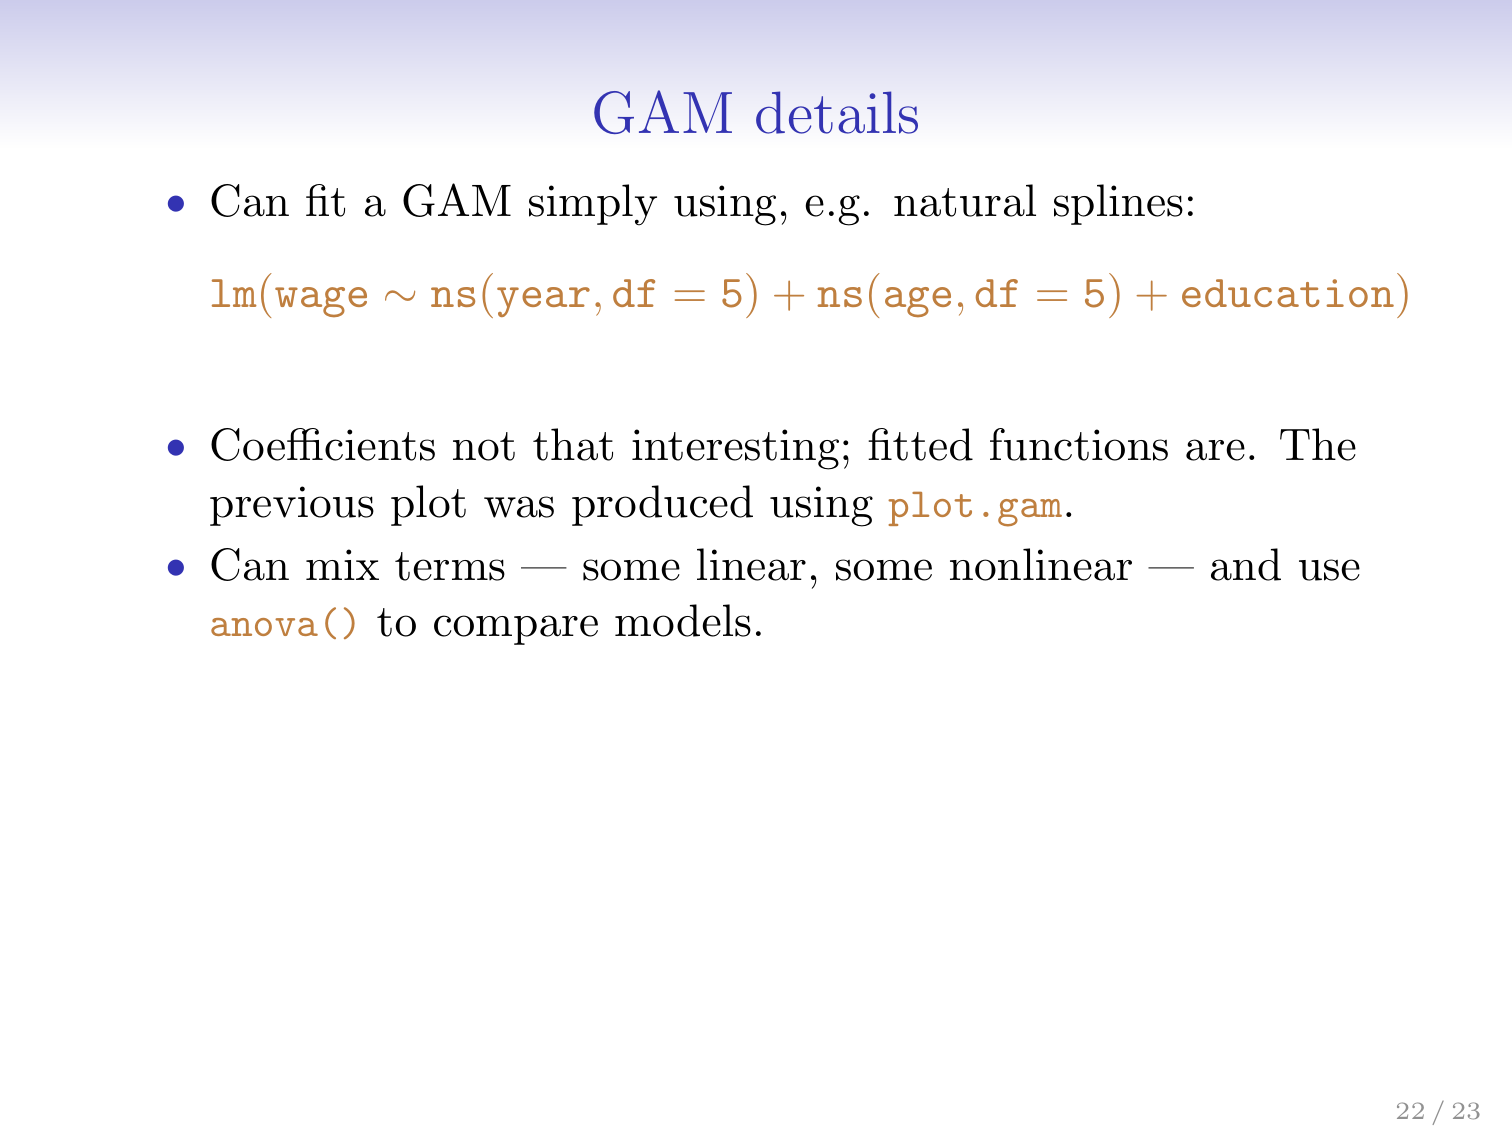 GAM details
• Can fit a GAM simply using, e.g. natural splines:
lm(wage ∼ ns(year, df = 5) + ns(age, df = 5) + education)
• Coefficients not that interesting; fitted functions are. The
previous plot was produced using plot.gam.
• Can mix terms — some linear, some nonlinear — and use
anova() to compare models.
22 / 23